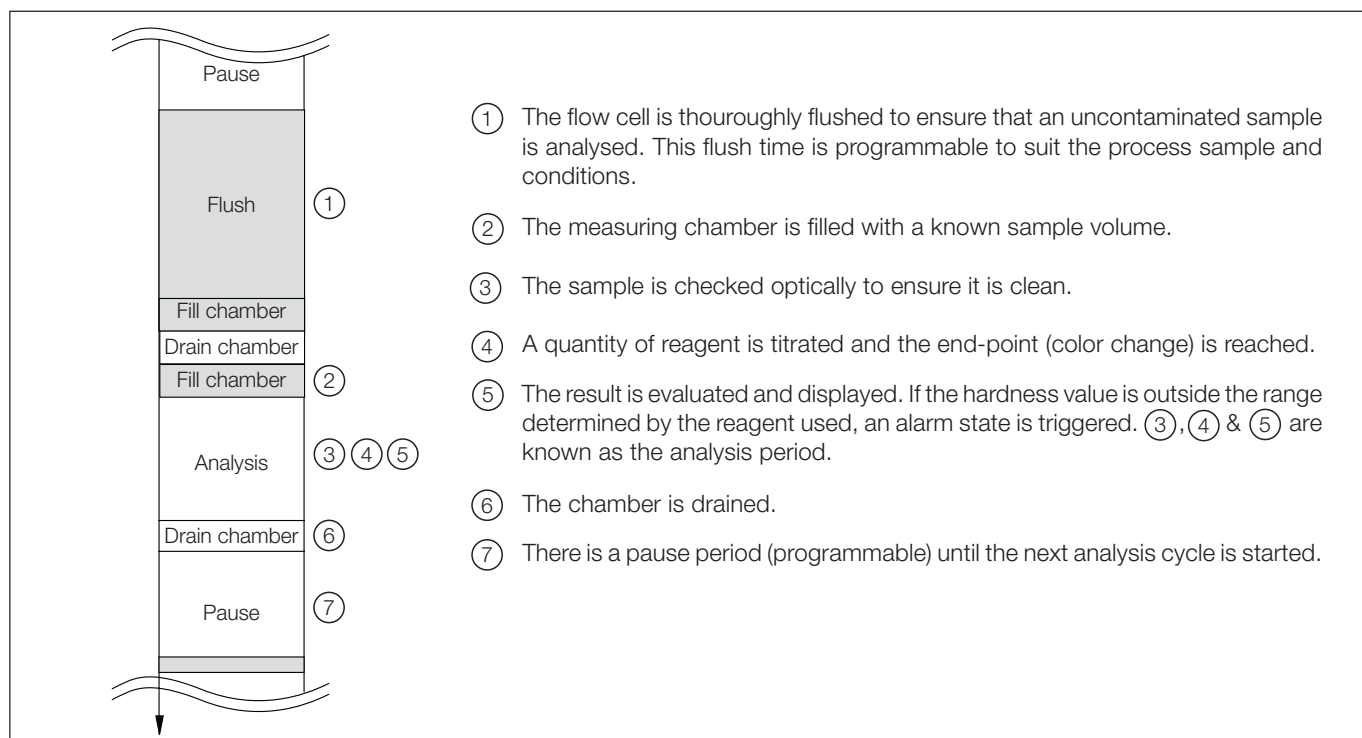 Pause
Flush
1
Fill chamber
Drain chamber
Fill chamber
2
Analysis
3 4 5
Drain chamber
6
Pause
7
1 The flow cell is thouroughly flushed to ensure that an uncontaminated sample
is analysed. This flush time is programmable to suit the process sample and
conditions.
2 The measuring chamber is filled with a known sample volume.
3 The sample is checked optically to ensure it is clean.
4 A quantity of reagent is titrated and the end-point (color change) is reached.
5 The result is evaluated and displayed. If the hardness value is outside the range
determined by the reagent used, an alarm state is triggered. 3, 4 & 5 are
known as the analysis period.
6 The chamber is drained.
7 There is a pause period (programmable) until the next analysis cycle is started.